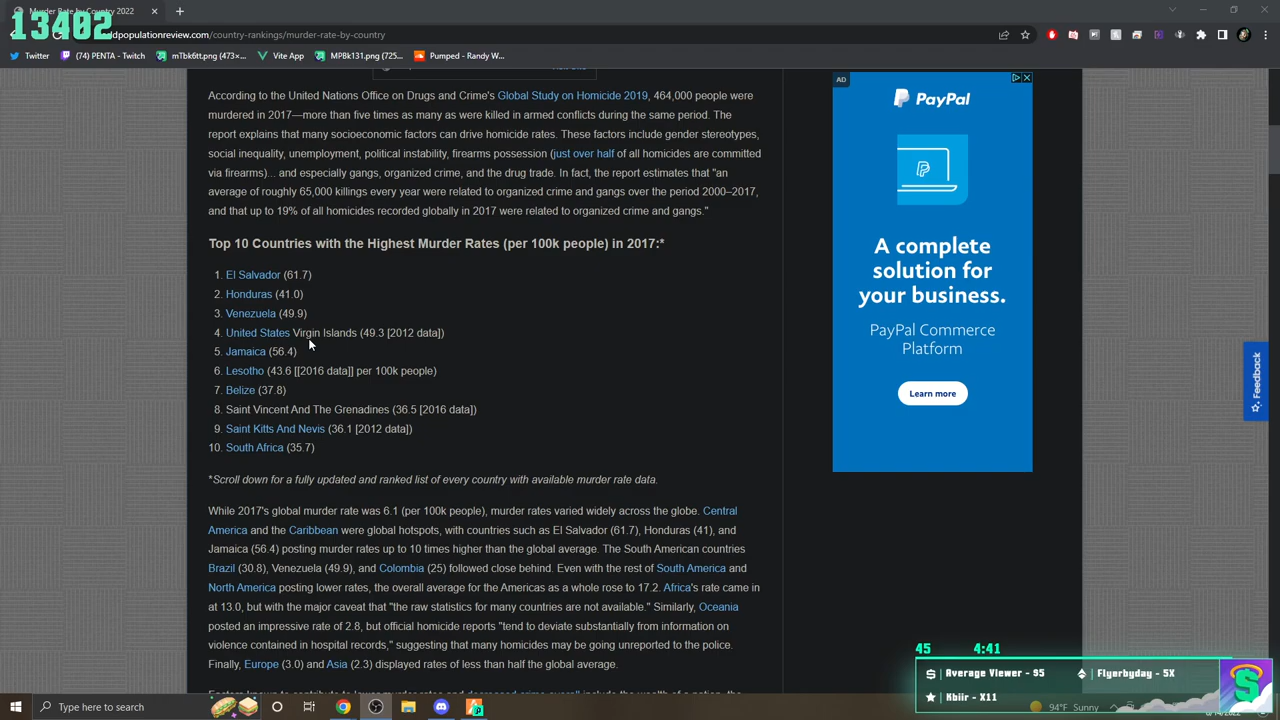 Murder Rate by Country 2022
13402
dpopulationreview.com/country-rankings/murder-rate-by-country
Twitter
(74) PENTA - Twitch
mTbk6tt.png (473×...
Vite App
MPBk131.png (725...
Pumped - Randy W...
According to the United Nations Office on Drugs and Crime's Global Study on Homicide 2019, 464,000 people were
murdered in 2017—more than five times as many as were killed in armed conflicts during the same period. The
report explains that many socioeconomic factors can drive homicide rates. These factors include gender stereotypes,
social inequality, unemployment, political instability, firearms possession (just over half of all homicides are committed
via firearms)... and especially gangs, organized crime, and the drug trade. In fact, the report estimates that "an
average of roughly 65,000 killings every year were related to organized crime and gangs over the period 2000–2017,
and that up to 19% of all homicides recorded globally in 2017 were related to organized crime and gangs."
Top 10 Countries with the Highest Murder Rates (per 100k people) in 2017:*
1. El Salvador (61.7)
2. Honduras (41.0)
3. Venezuela (49.9)
4. United States Virgin Islands (49.3 [2012 data])
5. Jamaica (56.4)
6. Lesotho (43.6 [[2016 data]] per 100k people)
7. Belize (37.8)
8. Saint Vincent And The Grenadines (36.5 [2016 data])
9. Saint Kitts And Nevis (36.1 [2012 data])
10. South Africa (35.7)
*Scroll down for a fully updated and ranked list of every country with available murder rate data.
While 2017's global murder rate was 6.1 (per 100k people), murder rates varied widely across the globe. Central
America and the Caribbean were global hotspots, with countries such as El Salvador (61.7), Honduras (41), and
Jamaica (56.4) posting murder rates up to 10 times higher than the global average. The South American countries
Brazil (30.8), Venezuela (49.9), and Colombia (25) followed close behind. Even with the rest of South America and
North America posting lower rates, the overall average for the Americas as a whole rose to 17.2. Africa's rate came in
at 13.0, but with the major caveat that "the raw statistics for many countries are not available." Similarly, Oceania
posted an impressive rate of 2.8, but official homicide reports "tend to deviate substantially from information on
violence contained in hospital records," suggesting that many homicides may be going unreported to the police.
Finally, Europe (3.0) and Asia (2.3) displayed rates of less than half the global average.
AD
PayPal
A complete
solution for
your business.
PayPal Commerce
Platform
Learn more
Feedback
45
4:41
Average Viewer - $5
Flyerbyday - 5X
Kbiir - X11
Type here to search
94°F Sunny